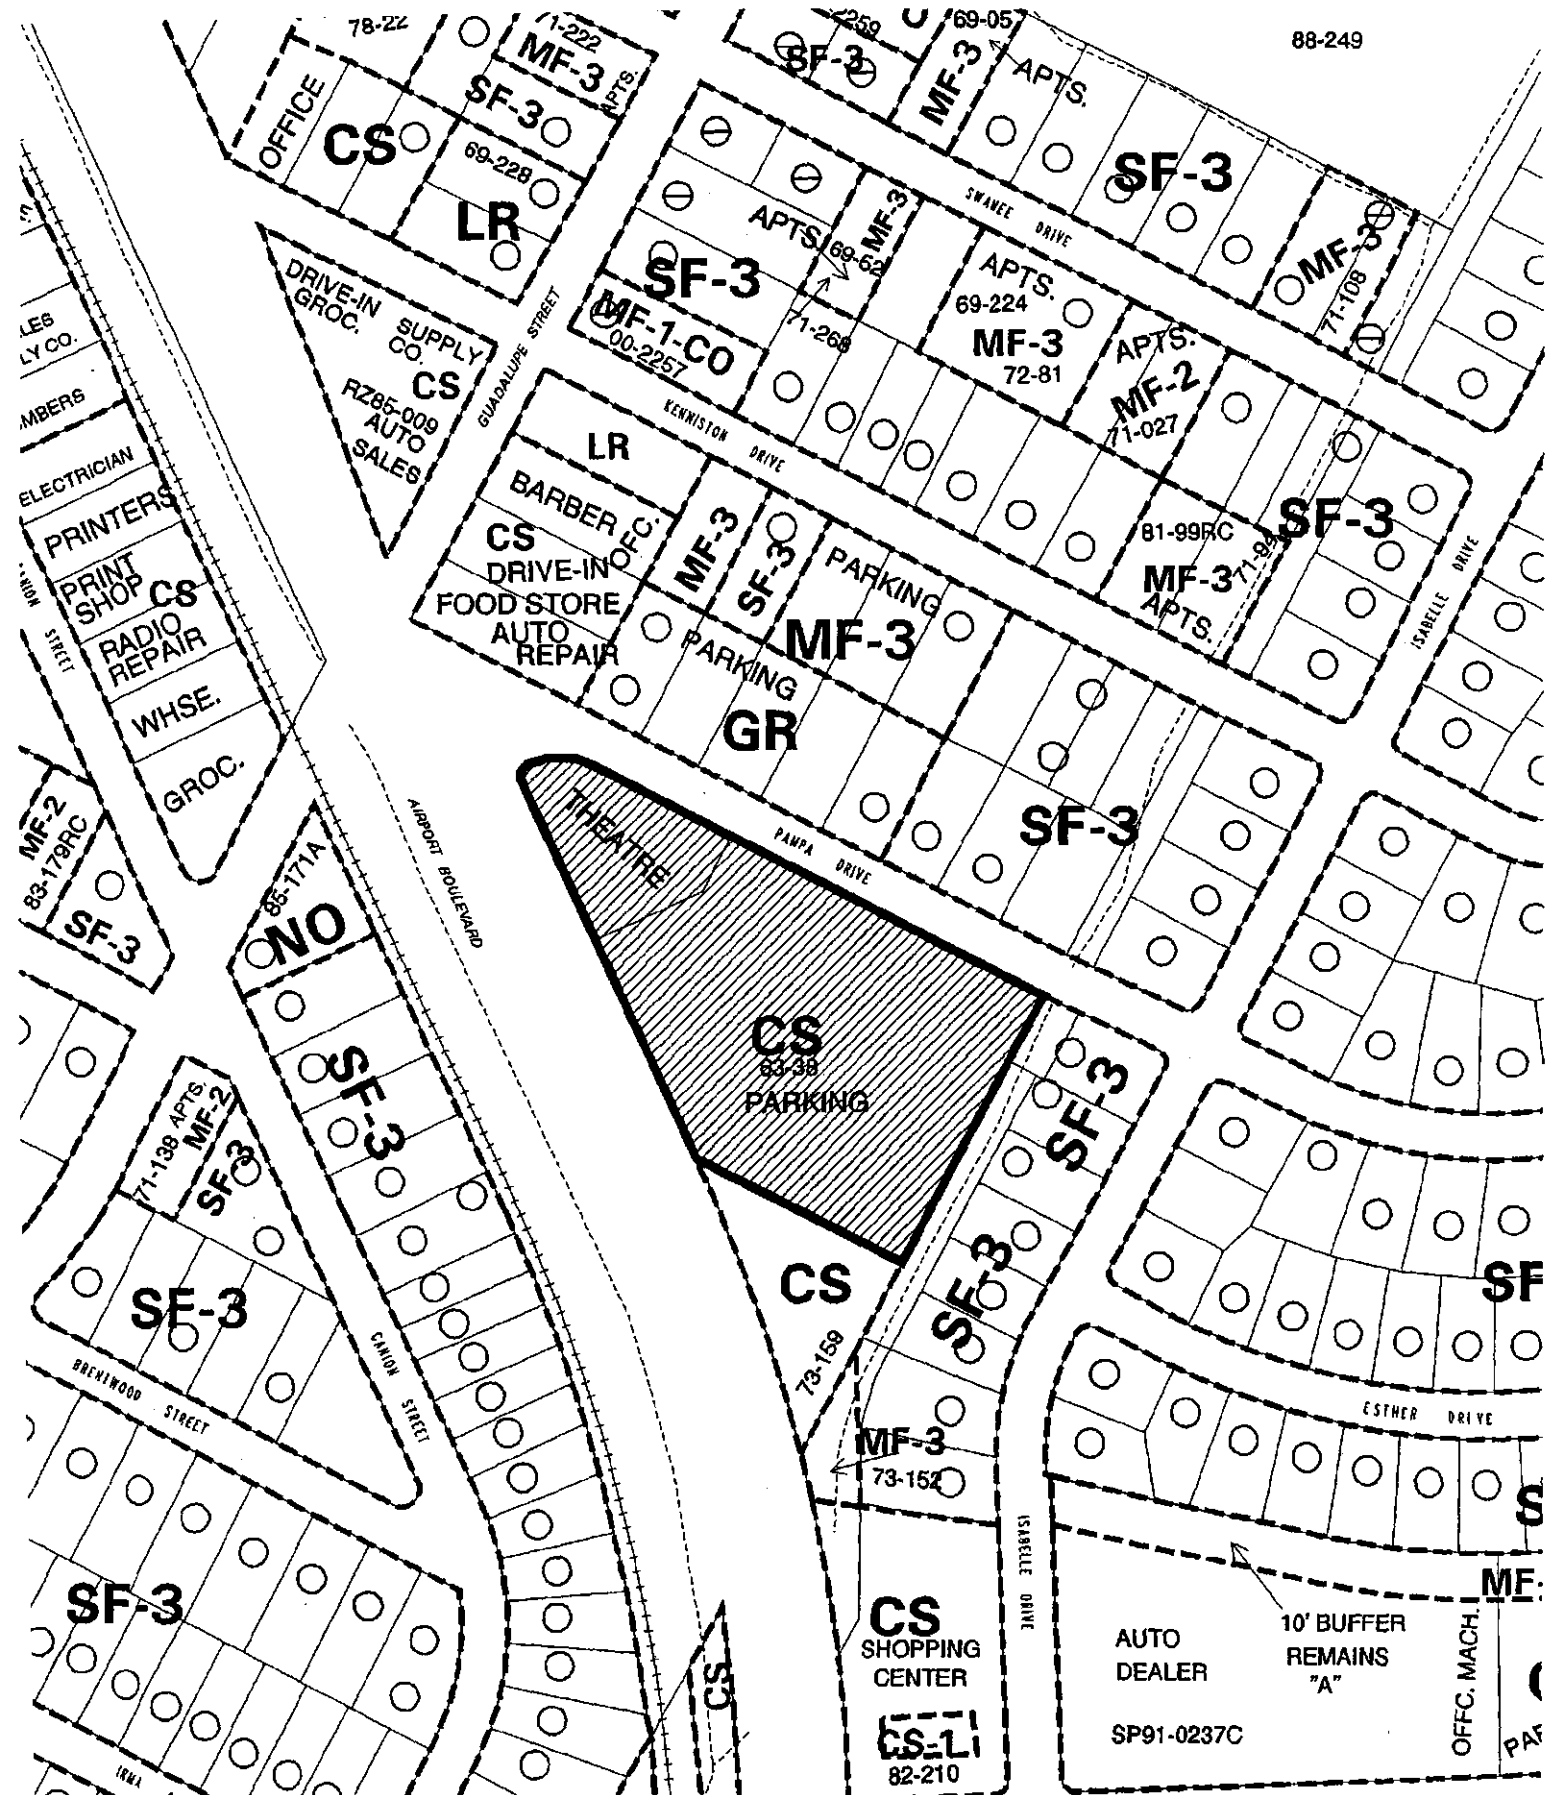 78-22
71-222
MF-3
APTS.
SF-3
OFFICE
CS
69-228
LR
2259
SF-3
69-05
MF-3
APTS.
88-249
SF-3
SWANEE DRIVE
MF-3
71-108
APTS.
69-52
MF-3
SF-3
71-268
MF-1-CO
00-2257
APTS.
69-224
MF-3
72-81
APTS.
MF-2
71-027
DRIVE-IN
GROC.
SUPPLY
CO.
CS
RZ85-009
AUTO
SALES
GUADALUPE STREET
KENNISTON DRIVE
LR
BARBER
OFC.
CS
DRIVE-IN
FOOD STORE
AUTO
REPAIR
MF-3
SF-3
PARKING
MF-3
PARKING
GR
81-99RC
MF-3
APTS.
SF-3
ISABELLE DRIVE
ELECTRICIAN
PRINTERS
PRINT
SHOP
CS
RADIO
REPAIR
WHSE.
GROC.
STREET
MF-2
83-179RC
SF-3
85-171A
NO
AIRPORT BOULEVARD
THEATRE
PAMPA DRIVE
SF-3
CS
63-38
PARKING
SF-3
SF-3
71-138 APTS.
MF-2
SF-3
SF-3
SF-3
CANION STREET
BRENTWOOD STREET
CS
73-159
SF-3
MF-3
73-152
SF
ESTHER DRIVE
S
SF-3
IRMA
CS
CS
SHOPPING
CENTER
CS-1
82-210
ISABELLE DRIVE
AUTO
DEALER
SP91-0237C
10' BUFFER
REMAINS
"A"
OFFC. MACH.
MF-
PAR